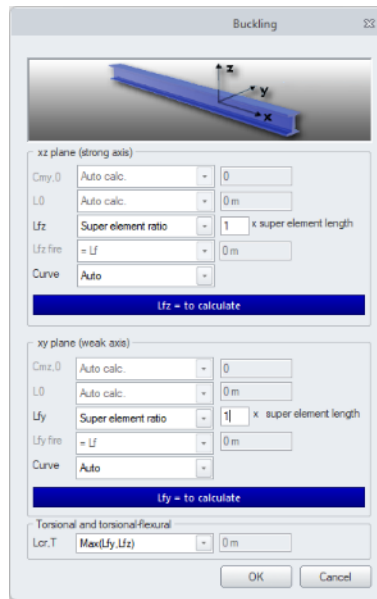 Buckling
z
y
x
xz plane (strong axis)
Cmy,0 Auto calc. 0
L0 Auto calc. 0 m
Lfz Super element ratio 1 x super element length
Lfz fire = Lf 0 m
Curve Auto
Lfz = to calculate
xy plane (weak axis)
Cmz,0 Auto calc. 0
L0 Auto calc. 0 m
Lfy Super element ratio 1 x super element length
Lfy fire = Lf 0 m
Curve Auto
Lfy = to calculate
Torsional and torsional-flexural
Lcr,T Max(Lfy,Lfz) 0 m
OK Cancel